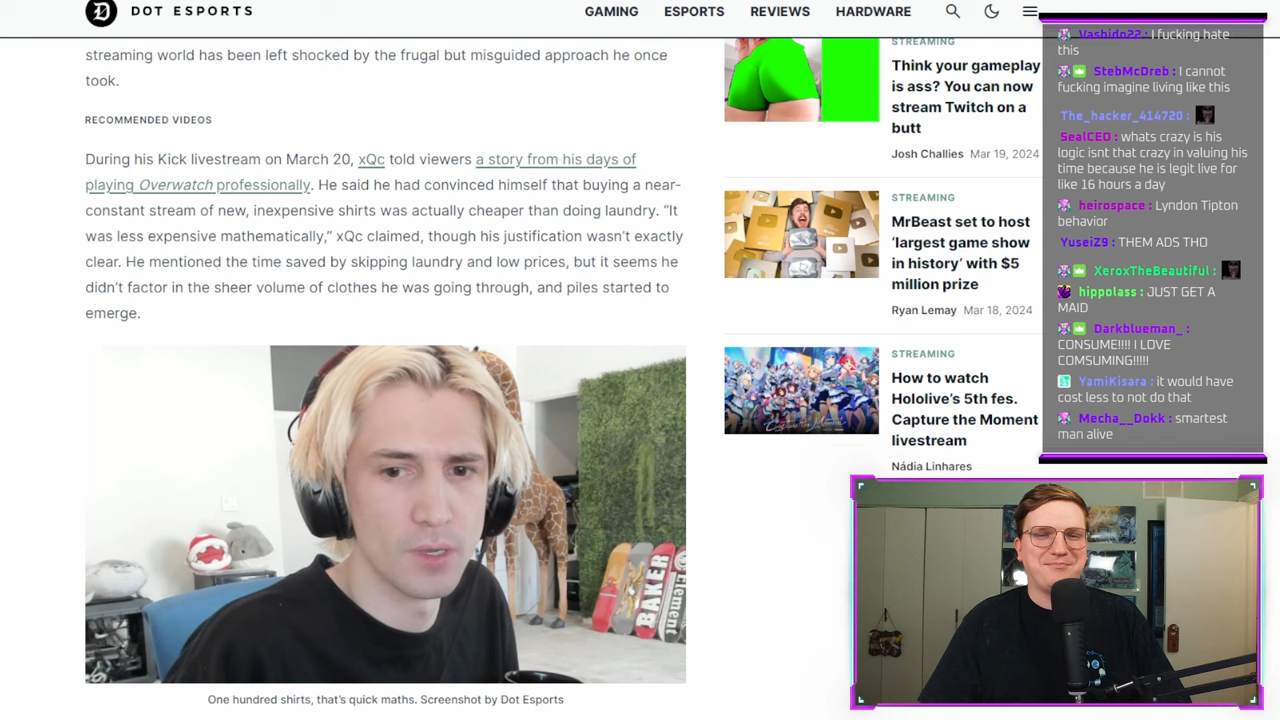 DOT ESPORTS
GAMING ESPORTS REVIEWS HARDWARE
streaming world has been left shocked by the frugal but misguided approach he once
took.
RECOMMENDED VIDEOS
During his Kick livestream on March 20, xQc told viewers a story from his days of
playing Overwatch professionally. He said he had convinced himself that buying a near-
constant stream of new, inexpensive shirts was actually cheaper than doing laundry. “It
was less expensive mathematically,” xQc claimed, though his justification wasn’t exactly
clear. He mentioned the time saved by skipping laundry and low prices, but it seems he
didn’t factor in the sheer volume of clothes he was going through, and piles started to
emerge.
BAKER
Element
One hundred shirts, that’s quick maths. Screenshot by Dot Esports
STREAMING
Think your gameplay
is ass? You can now
stream Twitch on a
butt
Josh Challies Mar 19, 2024
STREAMING
MrBeast set to host
‘largest game show
in history’ with $5
million prize
Ryan Lemay Mar 18, 2024
STREAMING
How to watch
Hololive’s 5th fes.
Capture the Moment
livestream
Nádia Linhares
Vashidn22 : I fucking hate
this
StebMcDreb : I cannot
fucking imagine living like this
The_hacker_414720 :
SealCEO : whats crazy is his
logic isnt that crazy in valuing his
time because he is legit live for
like 16 hours a day
heirospace : Lyndon Tipton
behavior
YuseiZ9 : THEM ADS THO
XeroxTheBeautiful :
hippolass : JUST GET A
MAID
Darkblueman_ :
CONSUME!!!! I LOVE
COMSUMING!!!!!
YamiKisara : it would have
cost less to not do that
Mecha__Dokk : smartest
man alive